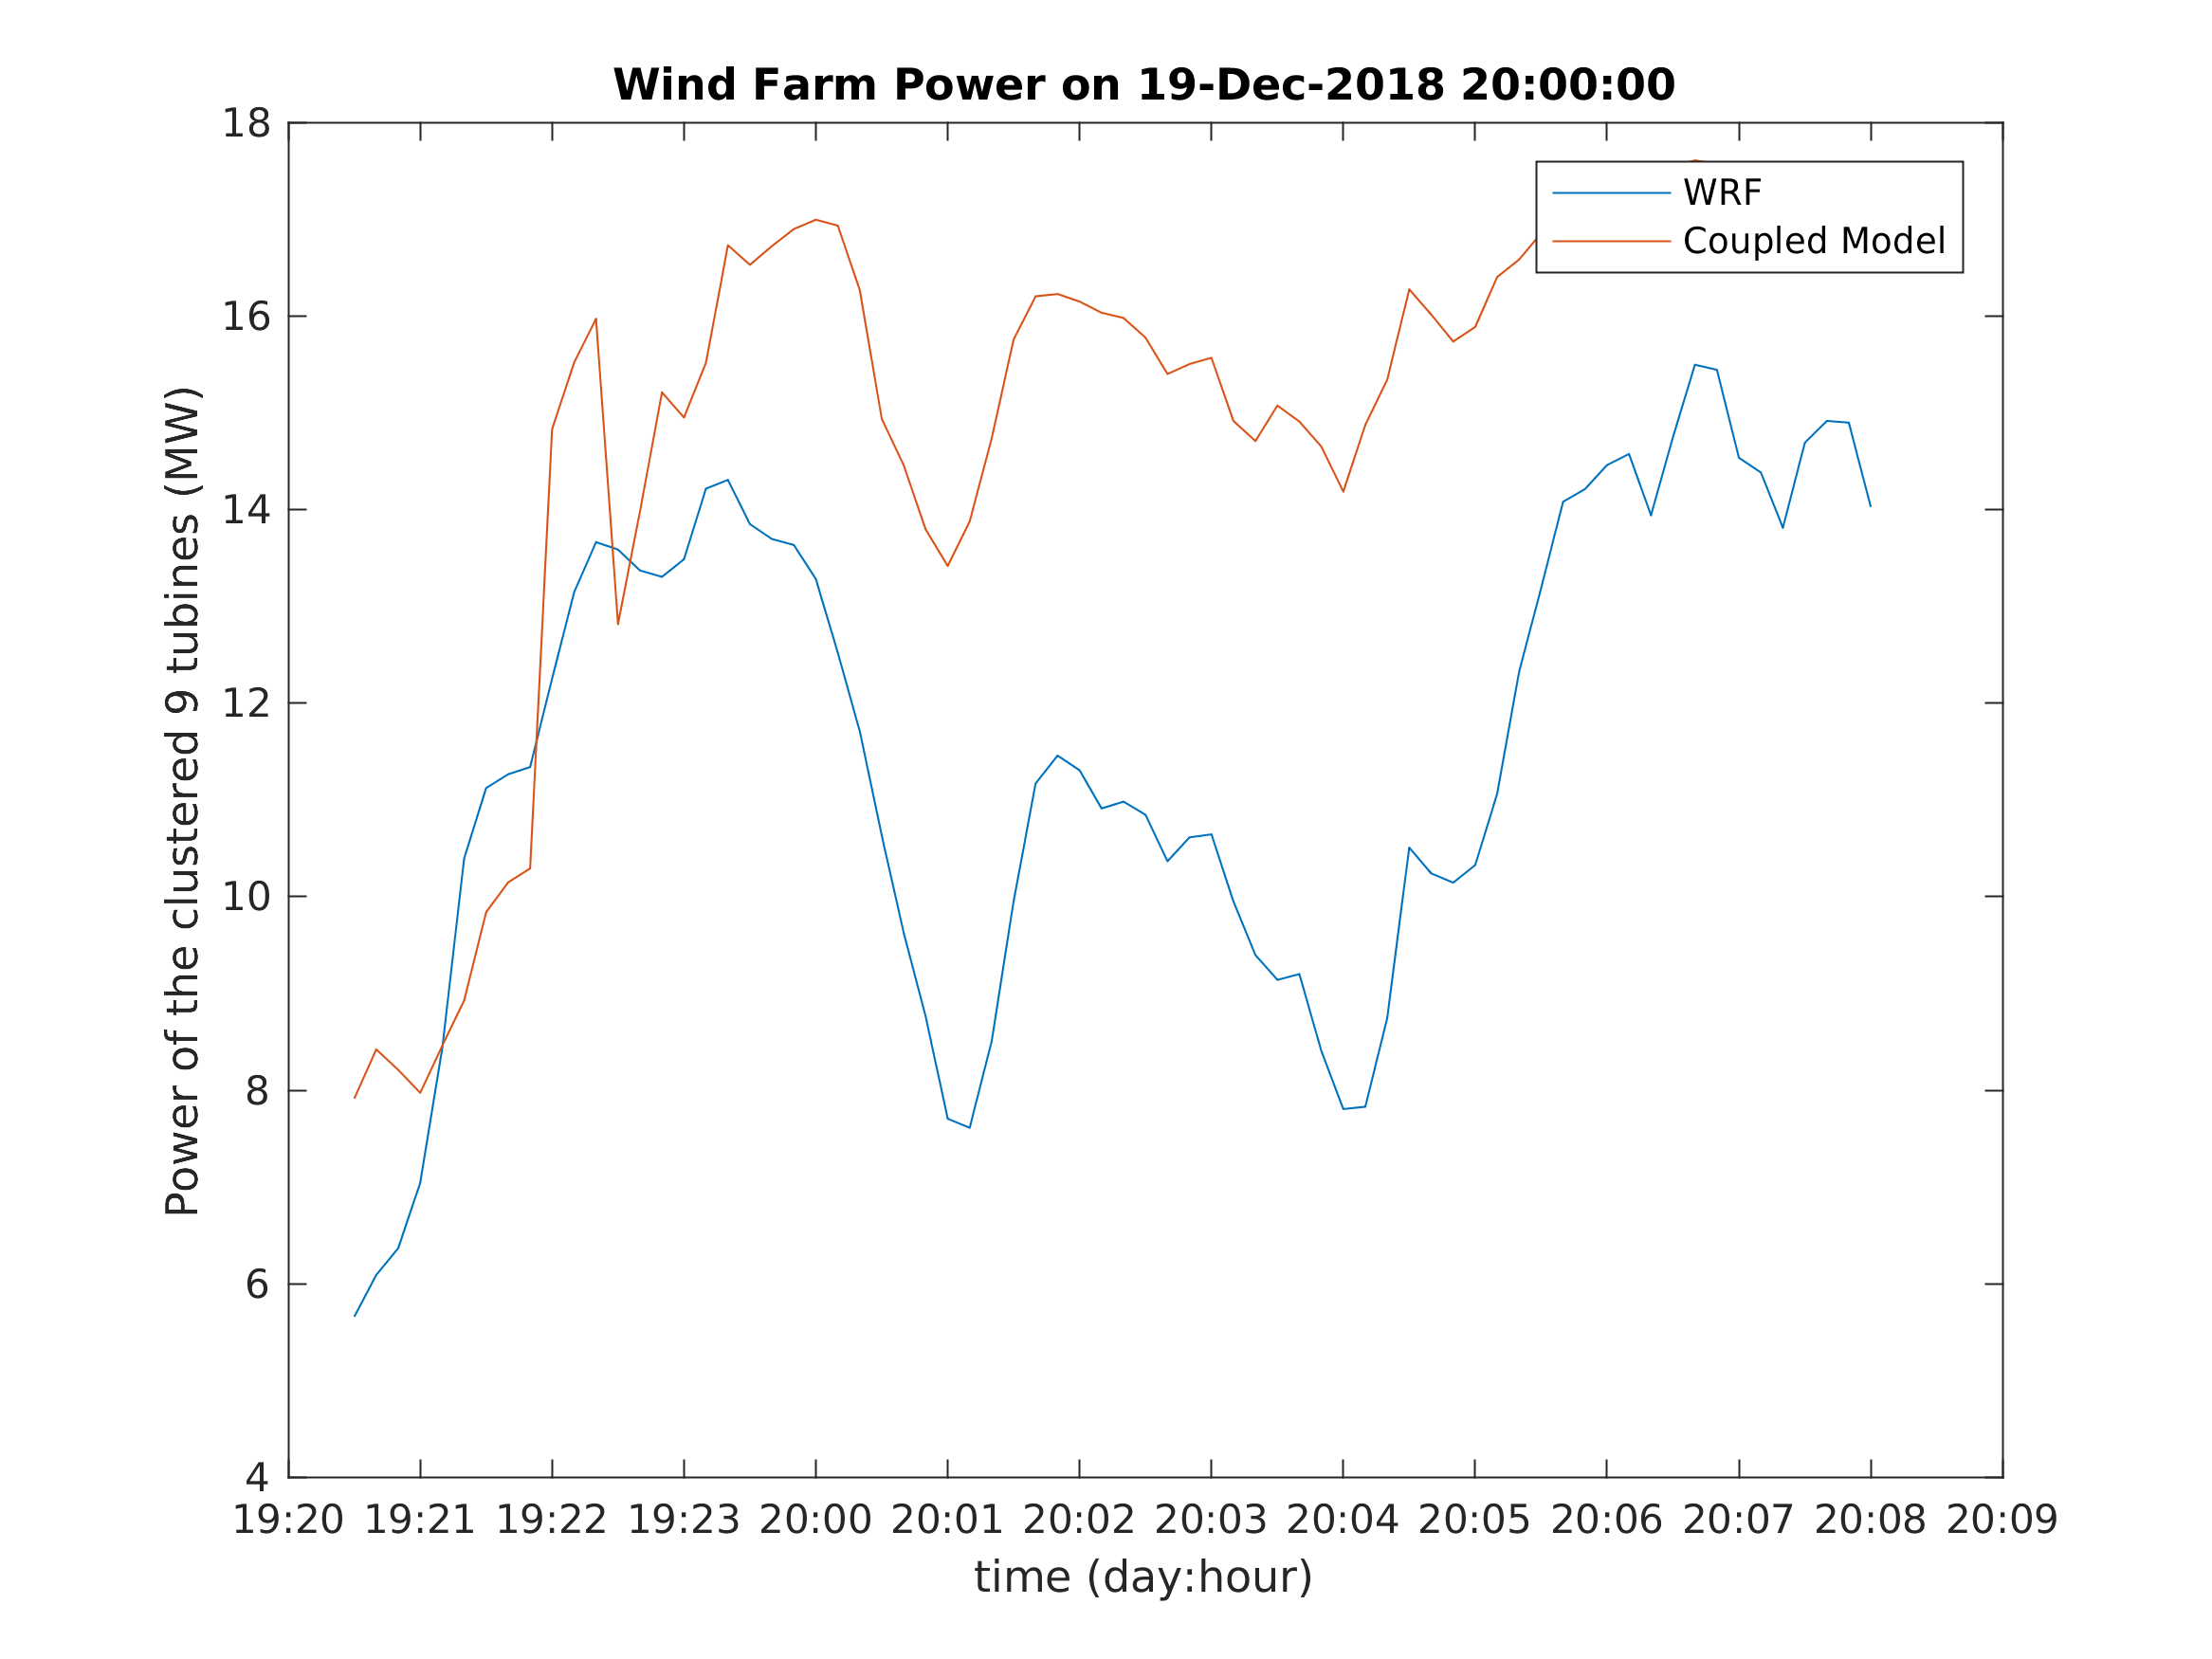 Wind Farm Power on 19-Dec-2018 20:00:00
18
16
14
12
10
8
6
4
Power of the clustered 9 tubines (MW)
WRF
Coupled Model
19:20 19:21 19:22 19:23 20:00 20:01 20:02 20:03 20:04 20:05 20:06 20:07 20:08 20:09
time (day:hour)